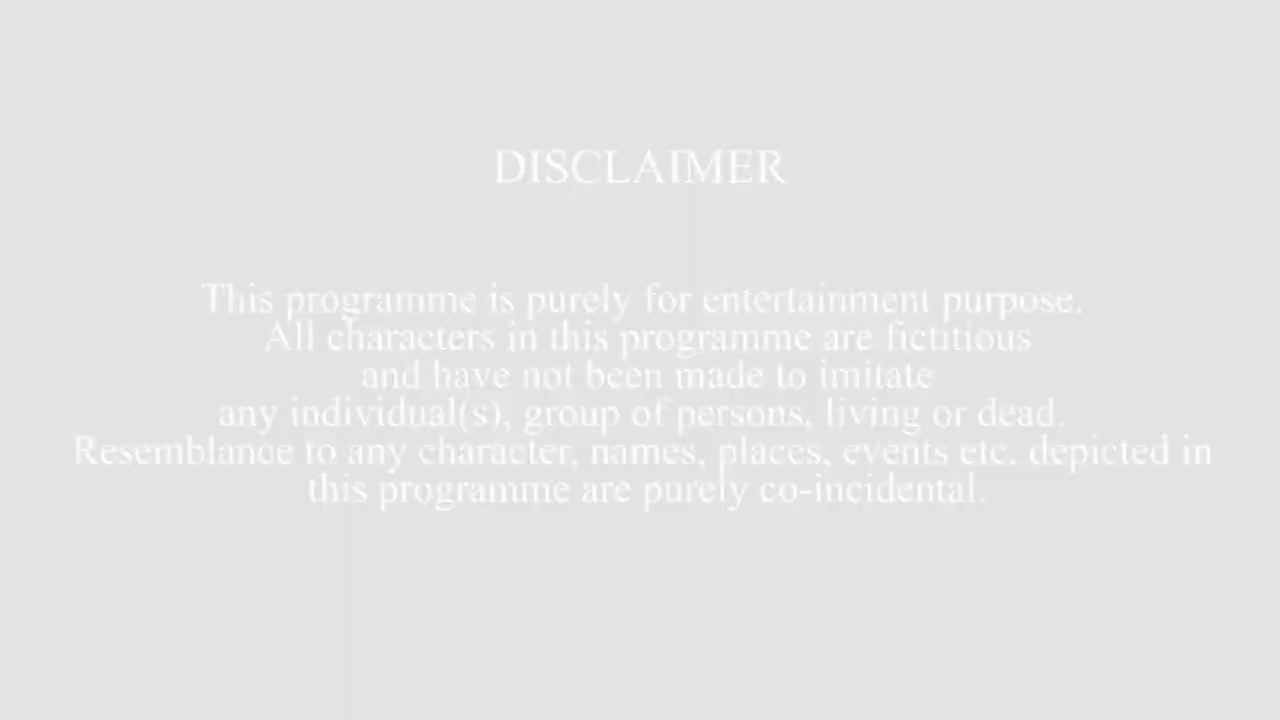 DISCLAIMER
This programme is purely for entertainment purpose.
All characters in this programme are fictitious
and have not been made to imitate
any individual(s), group of persons, living or dead.
Resemblance to any character, names, places, events etc. depicted in
this programme are purely co-incidental.